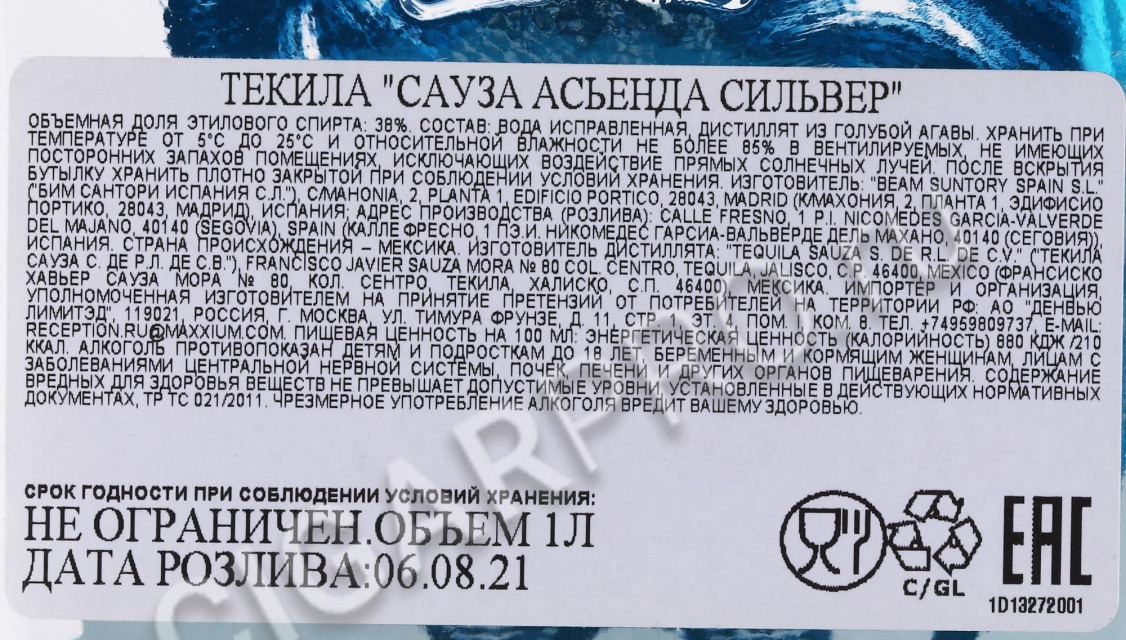 ТЕКИЛА "САУЗА АСЬЕНДА СИЛЬВЕР"
ОБЪЕМНАЯ ДОЛЯ ЭТИЛОВОГО СПИРТА: 38%. СОСТАВ: ВОДА ИСПРАВЛЕННАЯ, ДИСТИЛЛЯТ ИЗ ГОЛУБОЙ АГАВЫ. ХРАНИТЬ ПРИ
ТЕМПЕРАТУРЕ ОТ 5°С ДО 25°С И ОТНОСИТЕЛЬНОЙ ВЛАЖНОСТИ НЕ БОЛЕЕ 85% В ВЕНТИЛИРУЕМЫХ, НЕ ИМЕЮЩИХ
ПОСТОРОННИХ ЗАПАХОВ ПОМЕЩЕНИЯХ, ИСКЛЮЧАЮЩИХ ВОЗДЕЙСТВИЕ ПРЯМЫХ СОЛНЕЧНЫХ ЛУЧЕЙ. ПОСЛЕ ВСКРЫТИЯ
БУТЫЛКУ ХРАНИТЬ ПЛОТНО ЗАКРЫТОЙ ПРИ СОБЛЮДЕНИИ УСЛОВИЙ ХРАНЕНИЯ. ИЗГОТОВИТЕЛЬ: "BEAM SUNTORY SPAIN S.L."
("БИМ САНТОРИ ИСПАНИЯ С.Л."), C/MAHONIA, 2, PLANTA 1, EDIFICIO PORTICO, 28043, MADRID (К/МАХОНИЯ, 2, ПЛАНТА 1, ЭДИФИСИО
ПОРТИКО, 28043, МАДРИД), ИСПАНИЯ; АДРЕС ПРОИЗВОДСТВА (РОЗЛИВА): CALLE FRESNO, 1 P.I. NICOMEDES GARCIA-VALVERDE
DEL MAJANO, 40140 (SEGOVIA), SPAIN (КАЛЛЕ ФРЕСНО, 1 ПЭ.И. НИКОМЕДЕС ГАРСИА-ВАЛЬВЕРДЕ ДЕЛЬ МАХАНО, 40140 (СЕГОВИЯ)),
ИСПАНИЯ. СТРАНА ПРОИСХОЖДЕНИЯ – МЕКСИКА. ИЗГОТОВИТЕЛЬ ДИСТИЛЛЯТА: "TEQUILA SAUZA S. DE R.L. DE C.V." ("ТЕКИЛА
САУЗА С. ДЕ Р.Л. ДЕ С.В."), FRANCISCO JAVIER SAUZA MORA № 80 COL. CENTRO, TEQUILA, JALISCO, C.P. 46400, MEXICO (ФРАНСИСКО
ХАВЬЕР САУЗА МОРА № 80, КОЛ. СЕНТРО, ТЕКИЛА, ХАЛИСКО, С.П. 46400), МЕКСИКА. ИМПОРТЕР И ОРГАНИЗАЦИЯ,
УПОЛНОМОЧЕННАЯ ИЗГОТОВИТЕЛЕМ НА ПРИНЯТИЕ ПРЕТЕНЗИЙ ОТ ПОТРЕБИТЕЛЕЙ НА ТЕРРИТОРИИ РФ: АО "ДЕНВЬЮ
ЛИМИТЭД", 119021, РОССИЯ, Г. МОСКВА, УЛ. ТИМУРА ФРУНЗЕ, Д. 11, СТР. 1, ЭТ. 4, ПОМ. I, КОМ. 8. ТЕЛ. +74959809737, E-MAIL:
RECEPTION.RU@MAXXIUM.COM. ПИЩЕВАЯ ЦЕННОСТЬ НА 100 МЛ: ЭНЕРГЕТИЧЕСКАЯ ЦЕННОСТЬ (КАЛОРИЙНОСТЬ) 880 КДЖ /210
ККАЛ. АЛКОГОЛЬ ПРОТИВОПОКАЗАН ДЕТЯМ И ПОДРОСТКАМ ДО 18 ЛЕТ, БЕРЕМЕННЫМ И КОРМЯЩИМ ЖЕНЩИНАМ, ЛИЦАМ С
ЗАБОЛЕВАНИЯМИ ЦЕНТРАЛЬНОЙ НЕРВНОЙ СИСТЕМЫ, ПОЧЕК, ПЕЧЕНИ И ДРУГИХ ОРГАНОВ ПИЩЕВАРЕНИЯ. СОДЕРЖАНИЕ
ВРЕДНЫХ ДЛЯ ЗДОРОВЬЯ ВЕЩЕСТВ НЕ ПРЕВЫШАЕТ ДОПУСТИМЫЕ УРОВНИ, УСТАНОВЛЕННЫЕ В ДЕЙСТВУЮЩИХ НОРМАТИВНЫХ
ДОКУМЕНТАХ, ТР ТС 021/2011. ЧРЕЗМЕРНОЕ УПОТРЕБЛЕНИЕ АЛКОГОЛЯ ВРЕДИТ ВАШЕМУ ЗДОРОВЬЮ.
СРОК ГОДНОСТИ ПРИ СОБЛЮДЕНИИ УСЛОВИЙ ХРАНЕНИЯ:
НЕ ОГРАНИЧЕН.ОБЪЕМ 1Л
ДАТА РОЗЛИВА:06.08.21
C/GL
EAC
1D13272001
CIGARPRO.ru